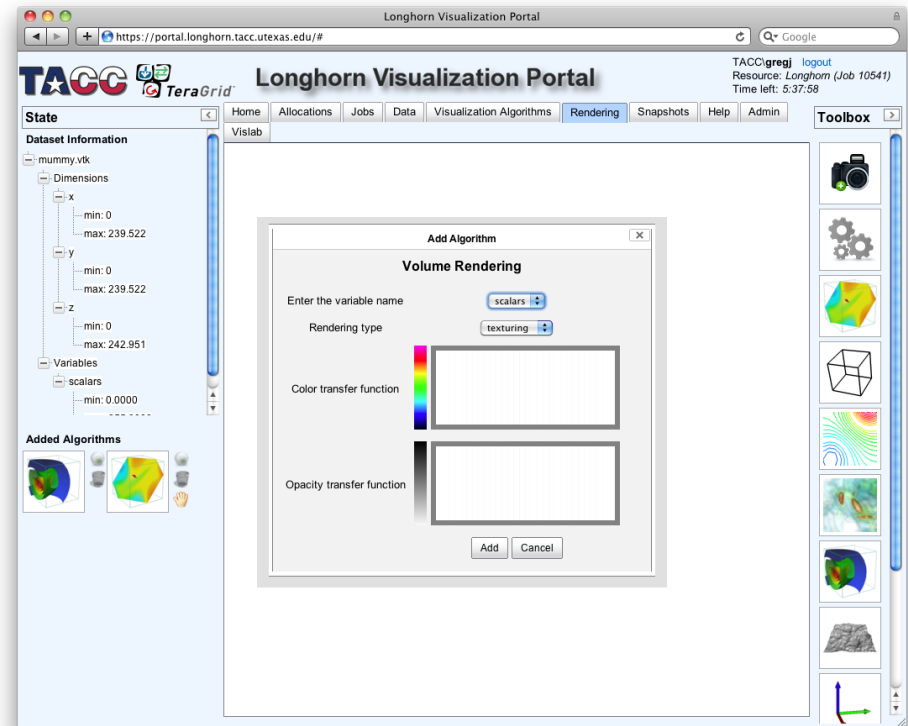 Longhorn Visualization Portal
https://portal.longhorn.tacc.utexas.edu/#
Google
TACC TeraGrid
Longhorn Visualization Portal
TACC\gregj logout
Resource: Longhorn (Job 10541)
Time left: 5:37:58
State
Home Allocations Jobs Data Visualization Algorithms Rendering Snapshots Help Admin
Vislab
Toolbox
Dataset Information
mummy.vtk
Dimensions
x
min: 0
max: 239.522
y
min: 0
max: 239.522
z
min: 0
max: 242.951
Variables
scalars
min: 0.0000
Added Algorithms
Add Algorithm
Volume Rendering
Enter the variable name scalars
Rendering type texturing
Color transfer function
Opacity transfer function
Add Cancel